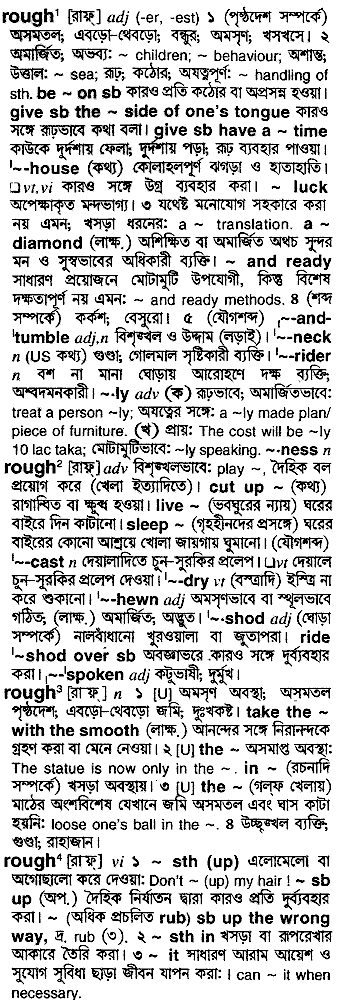 rough¹ [রাফ্] adj (-er, -est) ১ (পৃষ্ঠদেশ সম্পর্কে)
অসমতল; এবড়ো-থেবড়ো; বন্ধুর; অমসৃণ; খসখসে। ২
অমার্জিত; অভব্য: ~ children; ~ behaviour; অশান্ত;
উত্তাল: ~ sea; রূঢ়; কঠোর; অযত্নপূর্ণ: ~ handling of
sth. be ~ on sb কারও প্রতি কঠোর বা অপ্রসন্ন হওয়া।
give sb the ~ side of one's tongue কারও
সঙ্গে রূঢ়ভাবে কথা বলা। give sb have a ~ time
কাউকে দুর্দশায় ফেলা; দুর্দশায় পড়া; রূঢ় ব্যবহার পাওয়া।
ˈ~-house (কথ্য) কোলাহলপূর্ণ ঝগড়া ও হাতাহাতি।
□vt,vi কারও সঙ্গে উগ্র ব্যবহার করা। ~ luck
অপেক্ষাকৃত মন্দভাগ্য। ৩ যথেষ্ট মনোযোগ সহকারে করা
নয় এমন; খসড়া ধরনের: a ~ translation. a ~
diamond (লাক্ষ.) অশিক্ষিত বা অমার্জিত অথচ সুন্দর
মন ও সুস্বভাবের অধিকারী ব্যক্তি। ~ and ready
সাধারণ প্রয়োজনে মোটামুটি উপযোগী, কিন্তু বিশেষ
দক্ষতাপূর্ণ নয় এমন: ~ and ready methods. ৪ (শব্দ
সম্পর্কে) কর্কশ; বেসুরো। ৫ (যৌগশব্দ) ˌ~-and-
ˈtumble adj,n বিশৃঙ্খল ও উদ্দাম (লড়াই)। ˈ~-neck
n (US কথ্য) গুণ্ডা; গোলমাল সৃষ্টিকারী ব্যক্তি। ˈ~-rider
n বশ না মানা ঘোড়ায় আরোহণে দক্ষ ব্যক্তি;
অশ্বদমনকারী। ~·ly adv (ক) রূঢ়ভাবে; অমার্জিতভাবে:
treat a person ~ly; অযত্নের সঙ্গে: a ~ly made plan/
piece of furniture. (খ) প্রায়: The cost will be ~ly
10 lac taka; মোটামুটিভাবে: ~ly speaking. ~·ness n
rough² [রাফ্] adv বিশৃঙ্খলভাবে: play ~, দৈহিক বল
প্রয়োগ করে (খেলা ইত্যাদিতে)। cut up ~ (কথ্য)
রাগান্বিত বা ক্ষুব্ধ হওয়া। live ~ (ভবঘুরের ন্যায়) ঘরের
বাইরে দিন কাটানো। sleep ~ (গৃহহীনদের প্রসঙ্গে) ঘরের
বাইরের কোনো আশ্রয়ে খোলা জায়গায় ঘুমানো। (যৌগশব্দ)
ˈ~-cast n দেয়ালাদিতে চুন-সুরকির প্রলেপ। □vt দেয়ালে
চুন-সুরকির প্রলেপ দেওয়া। ˈ~-dry vt (বস্ত্রাদি) ইস্ত্রি না
করে শুকানো। ˈ~-hewn adj অমসৃণভাবে বা স্থূলভাবে
গঠিত; (লাক্ষ.) অমার্জিত; অদ্ভুত। ˈ~-shod adj (ঘোড়া
সম্পর্কে) নালবাঁধানো খুরওয়ালা বা জুতাপরা। ride
ˈ~shod over sb অবজ্ঞাভরে কারও সঙ্গে দুর্ব্যবহার
করা। ˌ~-ˈspoken adj কটুভাষী; দুর্মুখ।
rough³ [রাফ্] n ১ [U] অমসৃণ অবস্থা; অসমতল
পৃষ্ঠদেশ; এবড়ো-থেবড়ো জমি; দুঃখকষ্ট। take the ~
with the smooth (লাক্ষ.) আনন্দের সঙ্গে নিরানন্দকে
গ্রহণ করা বা মেনে নেওয়া। ২ [U] the ~ অসমাপ্ত অবস্থা:
The statue is now only in the ~. in ~ (রচনাদি
সম্পর্কে) খসড়া অবস্থায়। ৩ [U] the ~ (গল্ফ খেলায়)
মাঠের অংশবিশেষ যেখানে জমি অসমতল এবং ঘাস কাটা
হয়নি: loose one's ball in the ~. ৪ উচ্ছৃঙ্খল ব্যক্তি;
গুণ্ডা; রাহাজান।
rough⁴ [রাফ্] vi ১ ~ sth (up) এলোমেলো বা
অগোছালো করে দেওয়া: Don't ~ (up) my hair ! ~ sb
up (অপ.) দৈহিক নির্যাতন দ্বারা কারও প্রতি দুর্ব্যবহার
করা। ~ (অধিক প্রচলিত rub) sb up the wrong
way, দ্র. rub (৩). ২ ~ sth in খসড়া বা রূপরেখার
আকারে তৈরি করা। ৩ ~ it সাধারণ আরাম আয়েশ ও
সুযোগ সুবিধা ছাড়া জীবন যাপন করা: I can ~ it when
necessary.